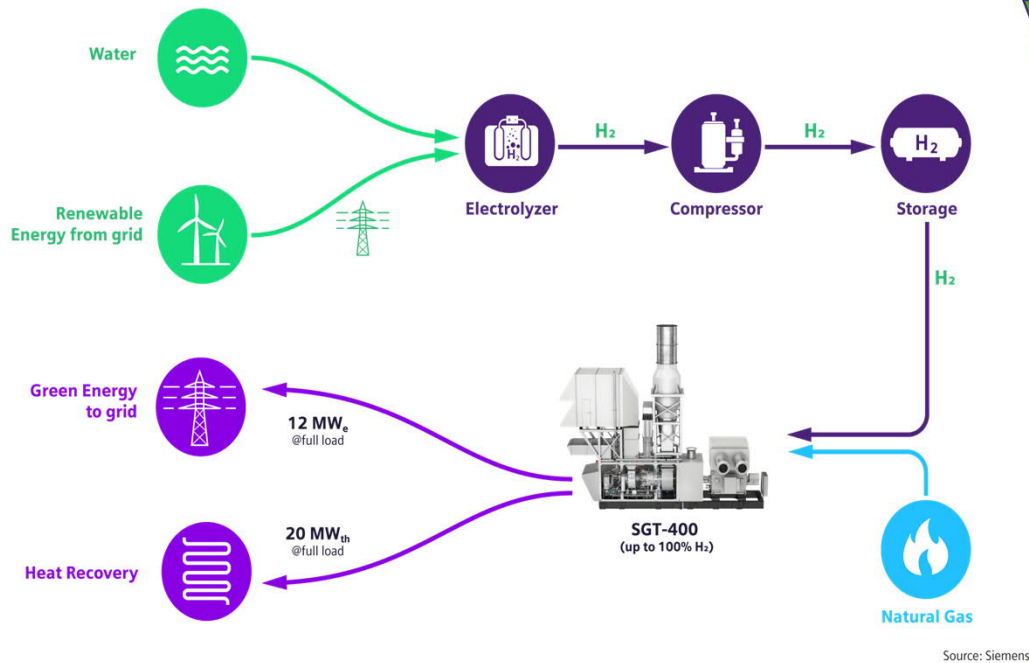 Water
Renewable
Energy from grid
H₂
Electrolyzer
H₂
Compressor
H₂
H₂
Storage
H₂
Green Energy
to grid
12 MWₑ
@full load
20 MWₜₕ
@full load
Heat Recovery
SGT-400
(up to 100% H₂)
Natural Gas
Source: Siemens